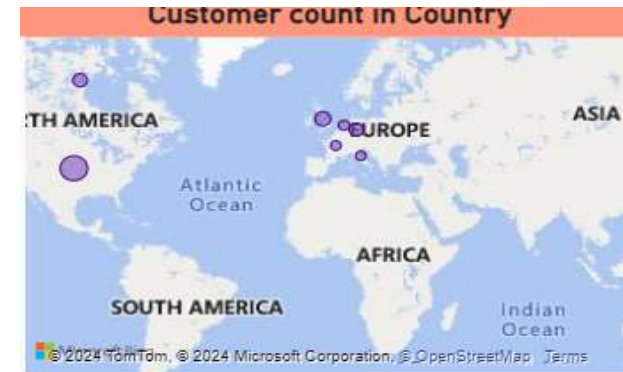 Customer count in Country
TH AMERICA
EUROPE
ASIA
Atlantic
Ocean
AFRICA
SOUTH AMERICA
Indian
Ocean
© 2024 TomTom, © 2024 Microsoft Corporation, © OpenStreetMap Terms